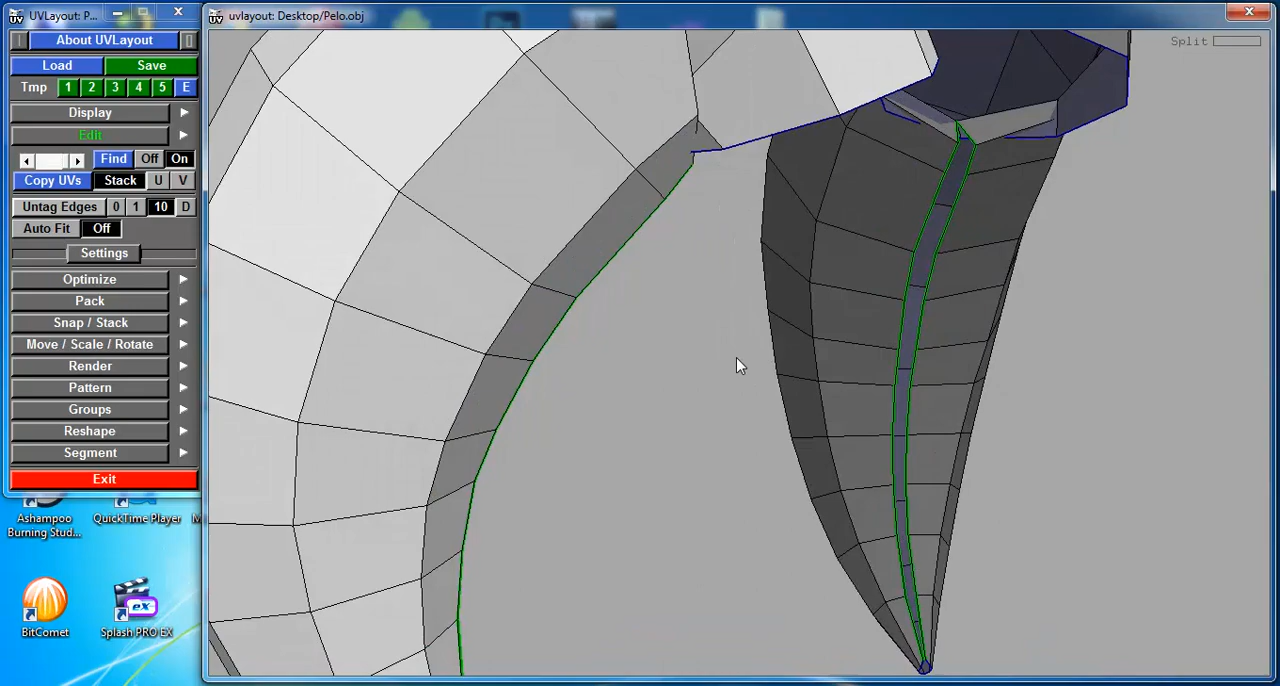 UVLayout: P...
uvlayout: Desktop/Pelo.obj
About UVLayout
Load Save
Tmp 1 2 3 4 5 E
Display
Edit
Find Off On
Copy UVs Stack U V
Untag Edges 0 1 10 D
Auto Fit Off
Settings
Optimize
Pack
Snap / Stack
Move / Scale / Rotate
Render
Pattern
Groups
Reshape
Segment
Exit
Split
Ashampoo
Burning Stud...
QuickTime Player
M
BitComet
Splash PRO EX